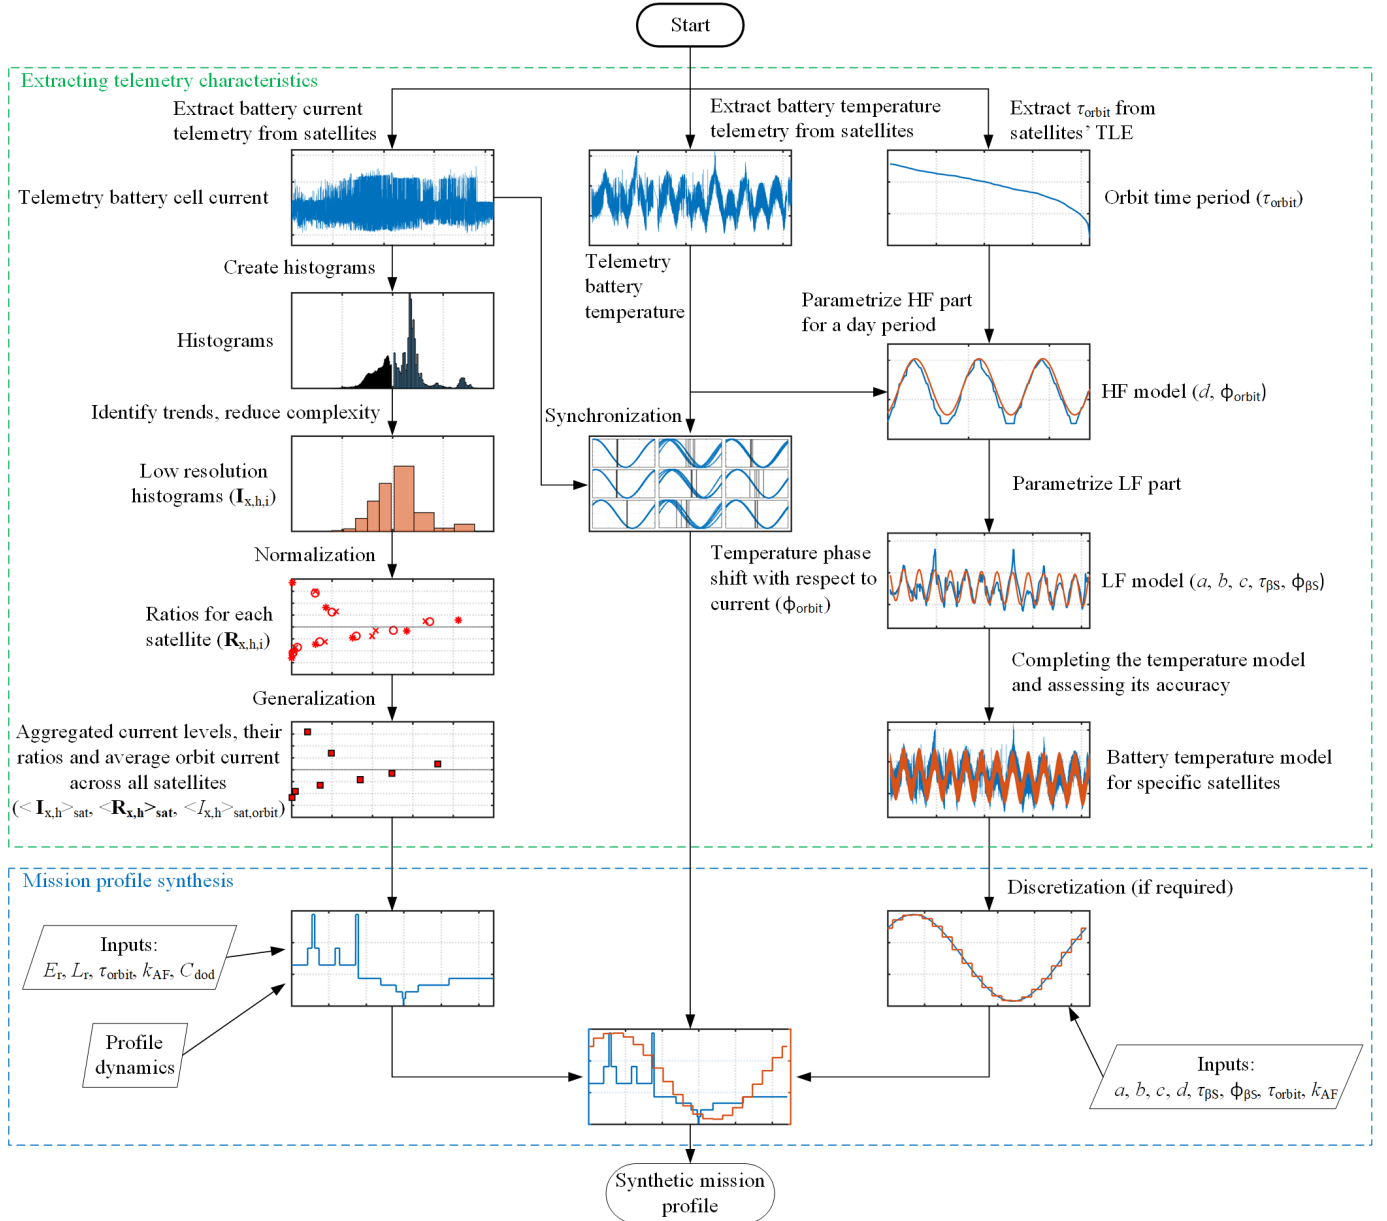 Start
Extracting telemetry characteristics
Extract battery current
telemetry from satellites
Extract battery temperature
telemetry from satellites
Extract τorbit from
satellites' TLE
Telemetry battery cell current
Orbit time period (τorbit)
Create histograms
Telemetry
battery
temperature
Parametrize HF part
for a day period
Histograms
HF model (d, ϕorbit)
Identify trends, reduce complexity
Synchronization
Low resolution
histograms (Ix,h,i)
Parametrize LF part
Normalization
Temperature phase
shift with respect to
current (ϕorbit)
LF model (a, b, c, τβS, ϕβS)
Ratios for each
satellite (Rx,h,i)
Completing the temperature model
and assessing its accuracy
Generalization
Aggregated current levels, their
ratios and average orbit current
across all satellites
(< Ix,h>sat, <Rx,h>sat, <Ix,h>sat,orbit)
Battery temperature model
for specific satellites
Mission profile synthesis
Discretization (if required)
Inputs:
Er, Lr, τorbit, kAF, Cdod
Profile
dynamics
Inputs:
a, b, c, d, τβS, ϕβS, τorbit, kAF
Synthetic mission
profile